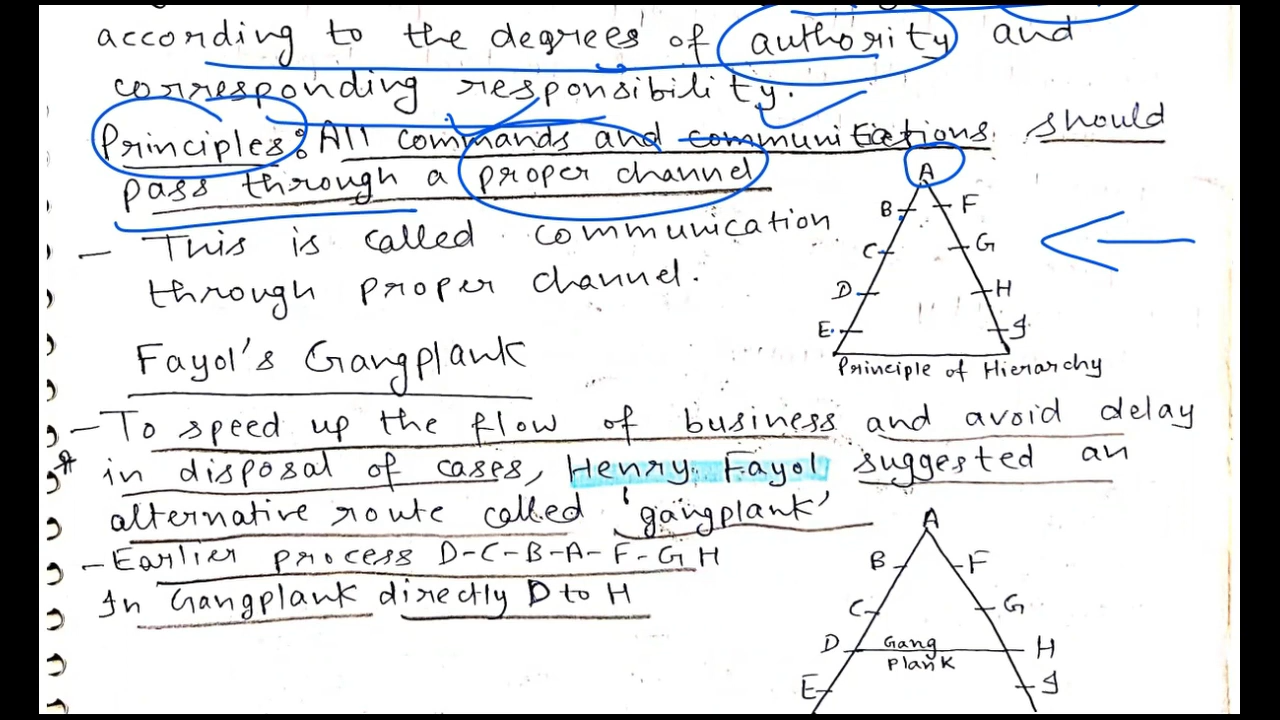 according to the degrees of authority and
corresponding responsibility.
Principles: All commands and communications should
pass through a proper channel
- This is called communication
through proper channel.
A
B F
C G
D H
E I
Principle of Hierarchy
Fayol's Gangplank
- To speed up the flow of business and avoid delay
* in disposal of cases, Henry Fayol suggested an
alternative route called 'gangplank'
- Earlier process D-C-B-A-F-G H
In Gangplank directly D to H
A
B F
C G
D Gang Plank H
E I